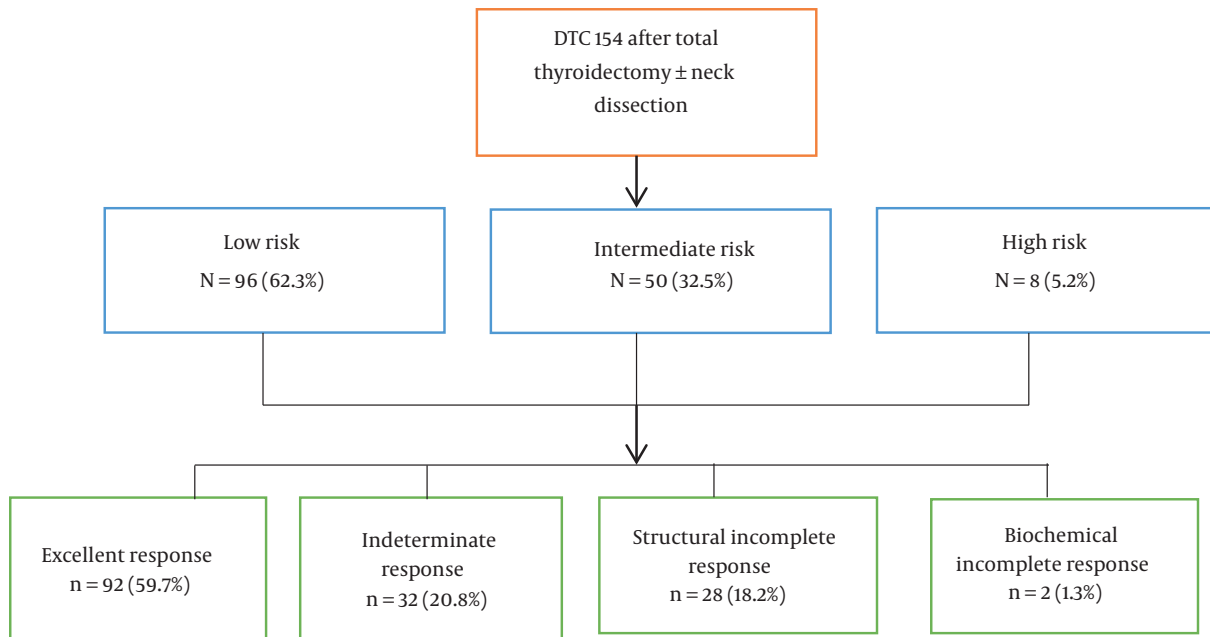 DTC 154 after total
thyroidectomy ± neck
dissection
Low risk
N = 96 (62.3%)
Intermediate risk
N = 50 (32.5%)
High risk
N = 8 (5.2%)
Excellent response
n = 92 (59.7%)
Indeterminate
response
n = 32 (20.8%)
Structural incomplete
response
n = 28 (18.2%)
Biochemical
incomplete response
n = 2 (1.3%)